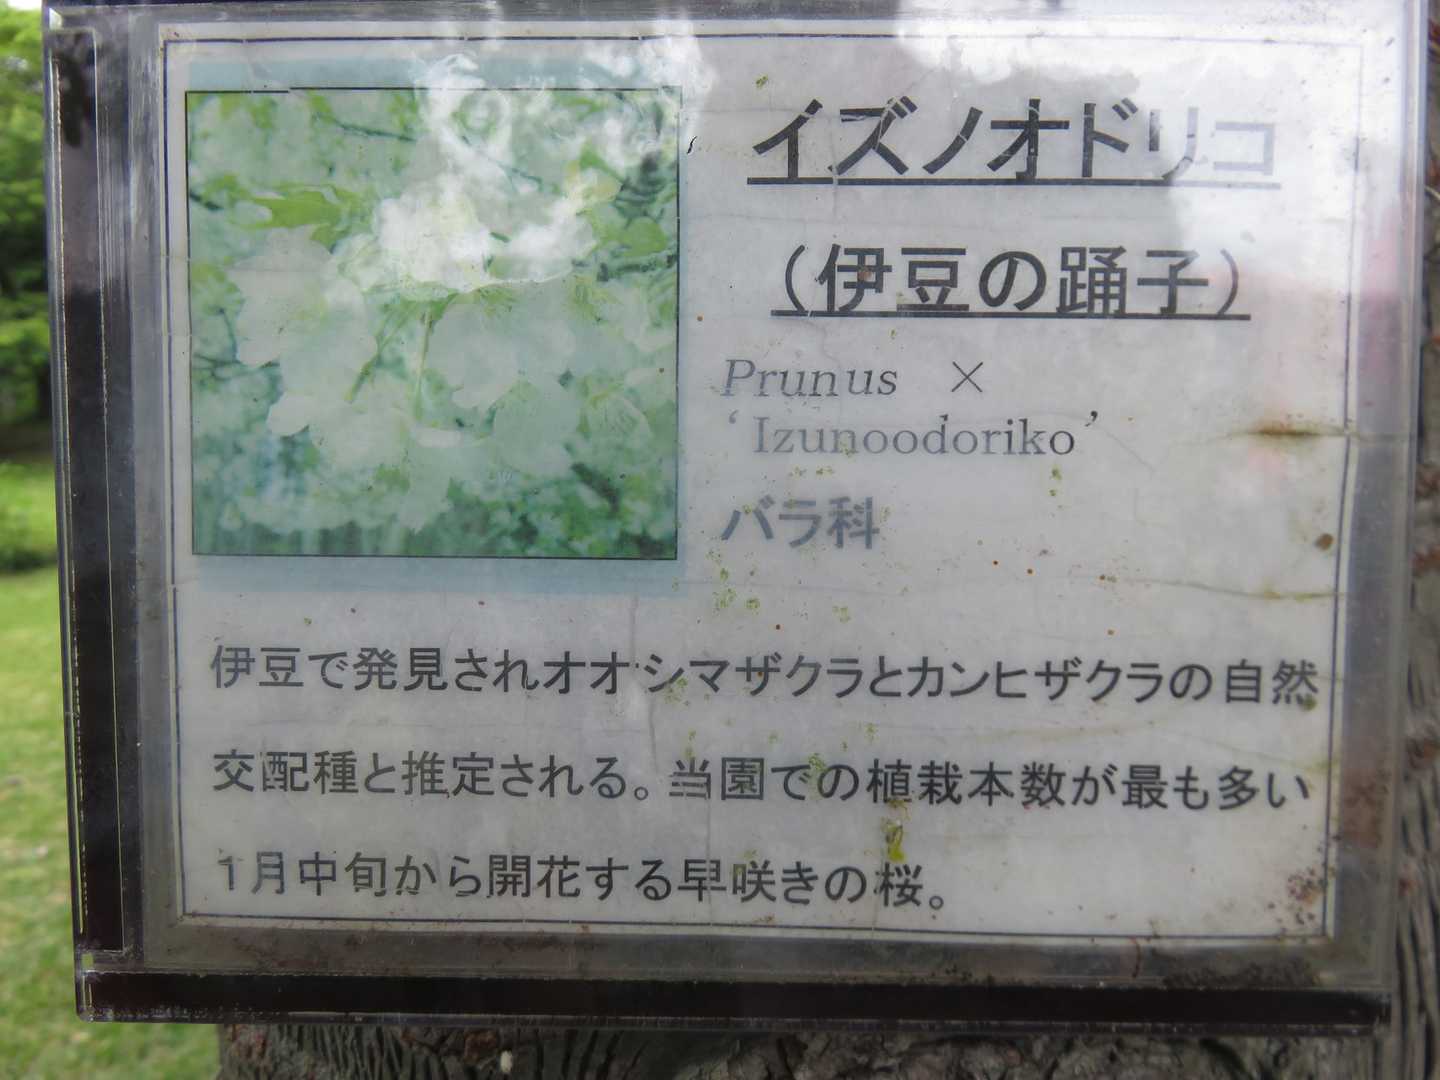 イズノオドリコ
（伊豆の踊子）
Prunus ×
‘Izunoodoriko’
バラ科
伊豆で発見されオオシマザクラとカンヒザクラの自然
交配種と推定される。当園での植栽本数が最も多い
1月中旬から開花する早咲きの桜。